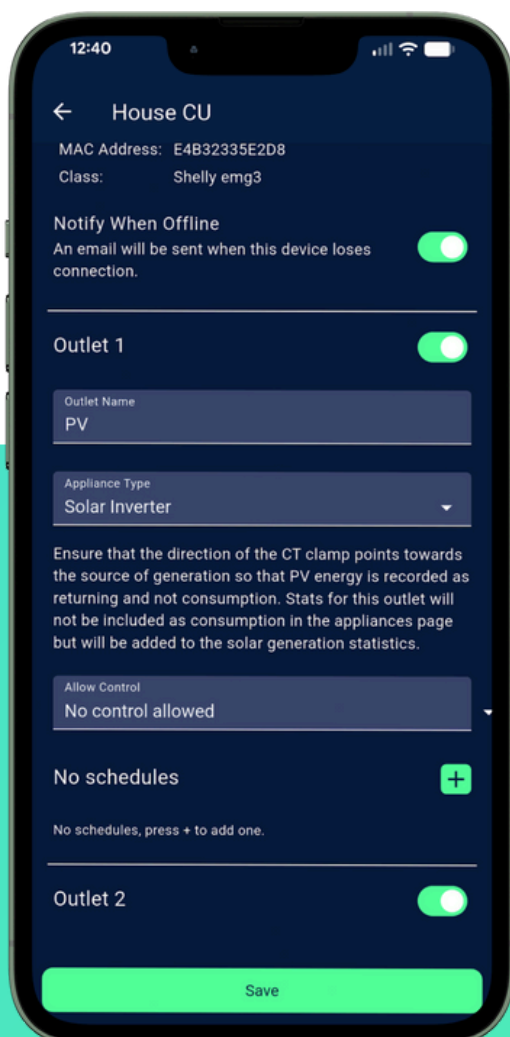 12:40
House CU
MAC Address: E4B32335E2D8
Class: Shelly emg3
Notify When Offline
An email will be sent when this device loses
connection.
Outlet 1
Outlet Name
PV
Appliance Type
Solar Inverter
Ensure that the direction of the CT clamp points towards
the source of generation so that PV energy is recorded as
returning and not consumption. Stats for this outlet will
not be included as consumption in the appliances page
but will be added to the solar generation statistics.
Allow Control
No control allowed
No schedules
No schedules, press + to add one.
Outlet 2
Save